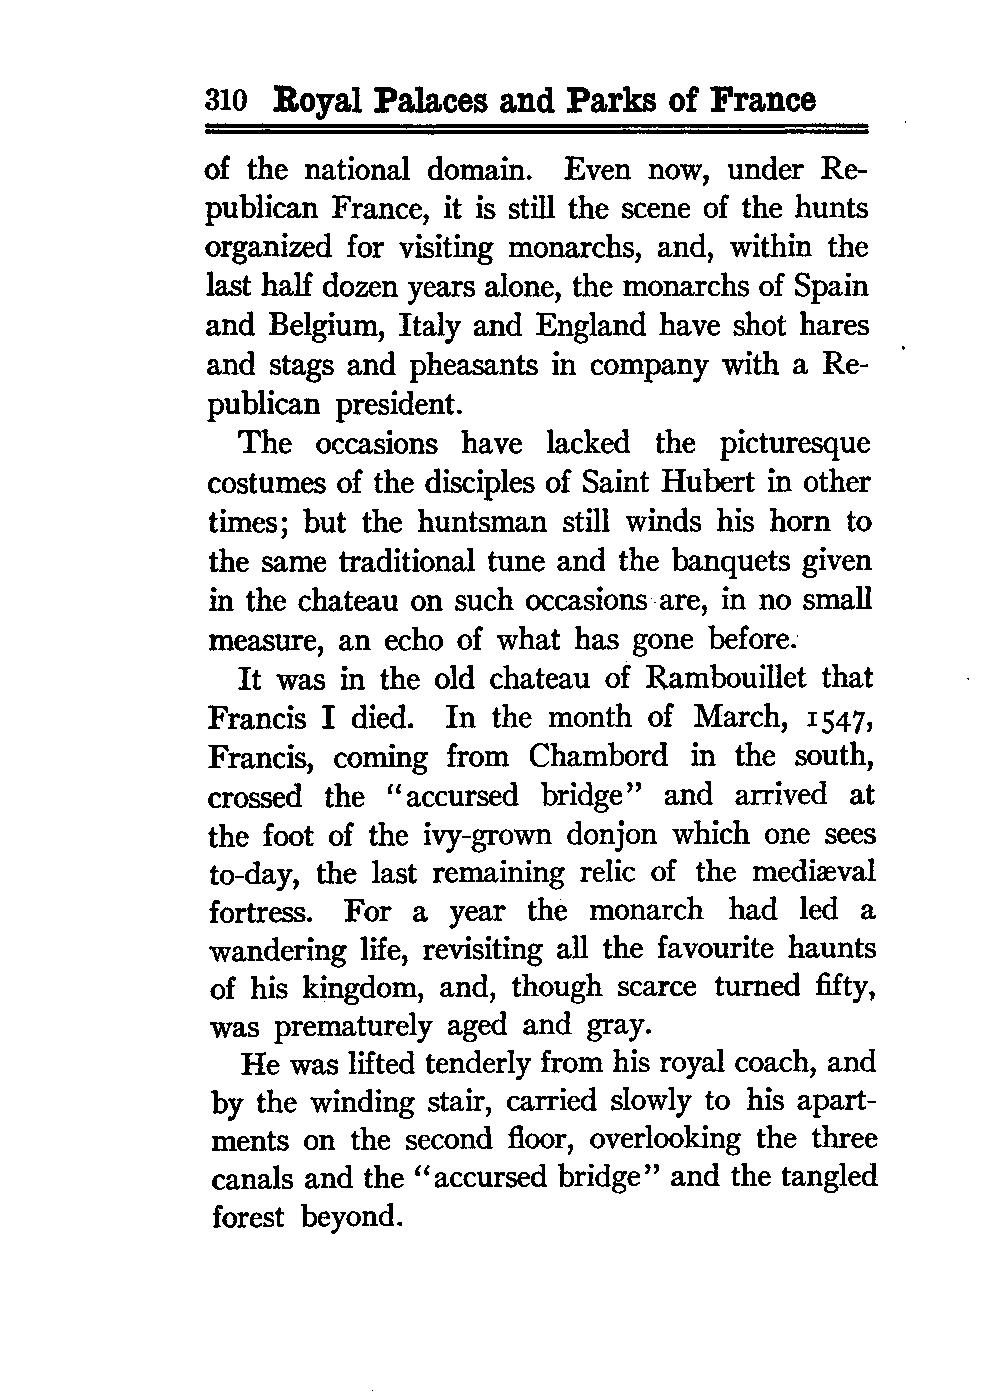 310 Royal Palaces and Parks of France
of the national domain. Even now, under Re-
publican France, it is still the scene of the hunts
organized for visiting monarchs, and, within the
last half dozen years alone, the monarchs of Spain
and Belgium, Italy and England have shot hares
and stags and pheasants in company with a Re-
publican president.
The occasions have lacked the picturesque
costumes of the disciples of Saint Hubert in other
times; but the huntsman still winds his horn to
the same traditional tune and the banquets given
in the chateau on such occasions are, in no small
measure, an echo of what has gone before.
It was in the old chateau of Rambouillet that
Francis I died. In the month of March, 1547,
Francis, coming from Chambord in the south,
crossed the "accursed bridge" and arrived at
the foot of the ivy-grown donjon which one sees
to-day, the last remaining relic of the mediæval
fortress. For a year the monarch had led a
wandering life, revisiting all the favourite haunts
of his kingdom, and, though scarce turned fifty,
was prematurely aged and gray.
He was lifted tenderly from his royal coach, and
by the winding stair, carried slowly to his apart-
ments on the second floor, overlooking the three
canals and the "accursed bridge" and the tangled
forest beyond.